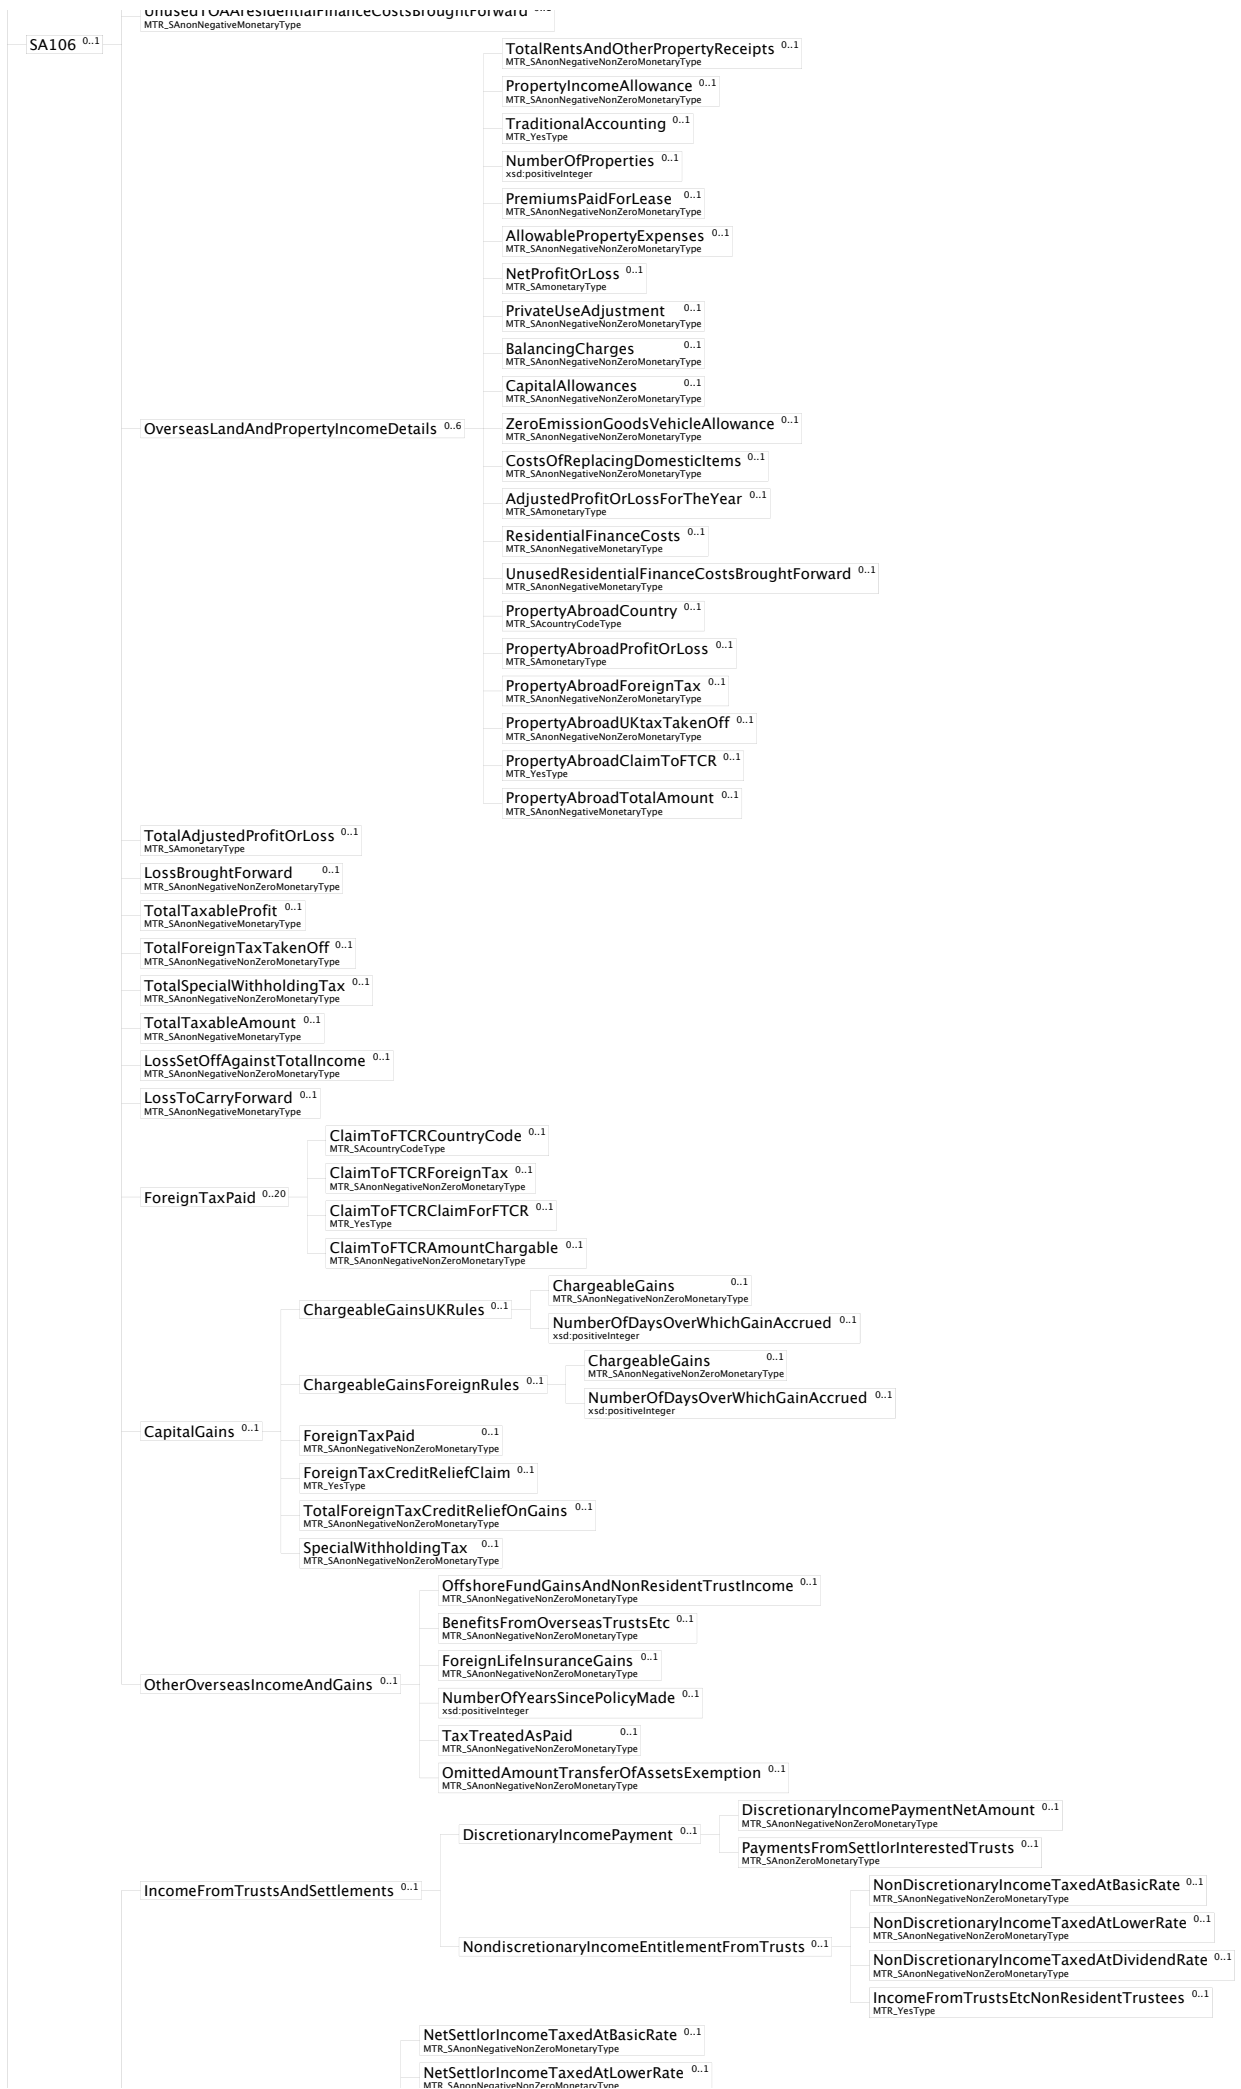 UnusedTOAAresidentialFinanceCostsBroughtForward 0..1
MTR_SAnonNegativeMonetaryType
SA106 0..1
TotalRentsAndOtherPropertyReceipts 0..1
MTR_SAnonNegativeNonZeroMonetaryType
PropertyIncomeAllowance 0..1
MTR_SAnonNegativeNonZeroMonetaryType
TraditionalAccounting 0..1
MTR_YesType
NumberOfProperties 0..1
xsd:positiveInteger
PremiumsPaidForLease 0..1
MTR_SAnonNegativeNonZeroMonetaryType
AllowablePropertyExpenses 0..1
MTR_SAnonNegativeNonZeroMonetaryType
NetProfitOrLoss 0..1
MTR_SAmonetaryType
PrivateUseAdjustment 0..1
MTR_SAnonNegativeNonZeroMonetaryType
BalancingCharges 0..1
MTR_SAnonNegativeNonZeroMonetaryType
CapitalAllowances 0..1
MTR_SAnonNegativeNonZeroMonetaryType
OverseasLandAndPropertyIncomeDetails 0..6
ZeroEmissionGoodsVehicleAllowance 0..1
MTR_SAnonNegativeNonZeroMonetaryType
CostsOfReplacingDomesticItems 0..1
MTR_SAnonNegativeNonZeroMonetaryType
AdjustedProfitOrLossForTheYear 0..1
MTR_SAmonetaryType
ResidentialFinanceCosts 0..1
MTR_SAnonNegativeMonetaryType
UnusedResidentialFinanceCostsBroughtForward 0..1
MTR_SAnonNegativeMonetaryType
PropertyAbroadCountry 0..1
MTR_SAcountryCodeType
PropertyAbroadProfitOrLoss 0..1
MTR_SAmonetaryType
PropertyAbroadForeignTax 0..1
MTR_SAnonNegativeNonZeroMonetaryType
PropertyAbroadUKtaxTakenOff 0..1
MTR_SAnonNegativeNonZeroMonetaryType
PropertyAbroadClaimToFTCR 0..1
MTR_YesType
PropertyAbroadTotalAmount 0..1
MTR_SAnonNegativeMonetaryType
TotalAdjustedProfitOrLoss 0..1
MTR_SAmonetaryType
LossBroughtForward 0..1
MTR_SAnonNegativeNonZeroMonetaryType
TotalTaxableProfit 0..1
MTR_SAnonNegativeMonetaryType
TotalForeignTaxTakenOff 0..1
MTR_SAnonNegativeNonZeroMonetaryType
TotalSpecialWithholdingTax 0..1
MTR_SAnonNegativeNonZeroMonetaryType
TotalTaxableAmount 0..1
MTR_SAnonNegativeMonetaryType
LossSetOffAgainstTotalIncome 0..1
MTR_SAnonNegativeNonZeroMonetaryType
LossToCarryForward 0..1
MTR_SAnonNegativeMonetaryType
ClaimToFTCRCountryCode 0..1
MTR_SAcountryCodeType
ClaimToFTCRForeignTax 0..1
MTR_SAnonNegativeNonZeroMonetaryType
ForeignTaxPaid 0..20
ClaimToFTCRClaimForFTCR 0..1
MTR_YesType
ClaimToFTCRAmountChargable 0..1
MTR_SAnonNegativeNonZeroMonetaryType
ChargeableGains 0..1
MTR_SAnonNegativeNonZeroMonetaryType
ChargeableGainsUKRules 0..1
NumberOfDaysOverWhichGainAccrued 0..1
xsd:positiveInteger
ChargeableGains 0..1
MTR_SAnonNegativeNonZeroMonetaryType
ChargeableGainsForeignRules 0..1
NumberOfDaysOverWhichGainAccrued 0..1
xsd:positiveInteger
CapitalGains 0..1
ForeignTaxPaid 0..1
MTR_SAnonNegativeNonZeroMonetaryType
ForeignTaxCreditReliefClaim 0..1
MTR_YesType
TotalForeignTaxCreditReliefOnGains 0..1
MTR_SAnonNegativeNonZeroMonetaryType
SpecialWithholdingTax 0..1
MTR_SAnonNegativeNonZeroMonetaryType
OffshoreFundGainsAndNonResidentTrustIncome 0..1
MTR_SAnonNegativeNonZeroMonetaryType
BenefitsFromOverseasTrustsEtc 0..1
MTR_SAnonNegativeNonZeroMonetaryType
ForeignLifeInsuranceGains 0..1
MTR_SAnonNegativeNonZeroMonetaryType
OtherOverseasIncomeAndGains 0..1
NumberOfYearsSincePolicyMade 0..1
xsd:positiveInteger
TaxTreatedAsPaid 0..1
MTR_SAnonNegativeNonZeroMonetaryType
OmittedAmountTransferOfAssetsExemption 0..1
MTR_SAnonNegativeNonZeroMonetaryType
DiscretionaryIncomePaymentNetAmount 0..1
MTR_SAnonNegativeNonZeroMonetaryType
DiscretionaryIncomePayment 0..1
PaymentsFromSettlorInterestedTrusts 0..1
MTR_SAnonZeroMonetaryType
IncomeFromTrustsAndSettlements 0..1
NonDiscretionaryIncomeTaxedAtBasicRate 0..1
MTR_SAnonNegativeNonZeroMonetaryType
NonDiscretionaryIncomeTaxedAtLowerRate 0..1
MTR_SAnonNegativeNonZeroMonetaryType
NondiscretionaryIncomeEntitlementFromTrusts 0..1
NonDiscretionaryIncomeTaxedAtDividendRate 0..1
MTR_SAnonNegativeNonZeroMonetaryType
IncomeFromTrustsEtcNonResidentTrustees 0..1
MTR_YesType
NetSettlorIncomeTaxedAtBasicRate 0..1
MTR_SAnonNegativeNonZeroMonetaryType
NetSettlorIncomeTaxedAtLowerRate 0..1
MTR_SAnonNegativeNonZeroMonetaryType